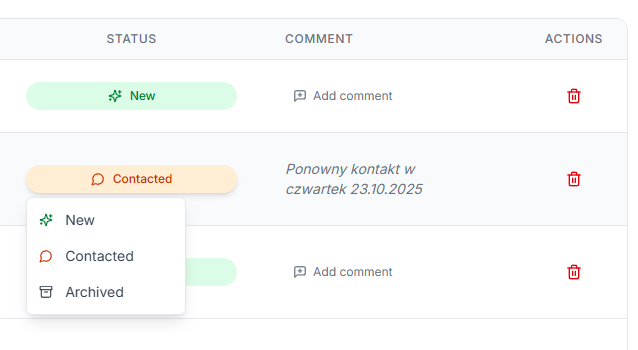 STATUS COMMENT ACTIONS
New Add comment
Contacted
Ponowny kontakt w
czwartek 23.10.2025
New
Contacted
Archived
Add comment